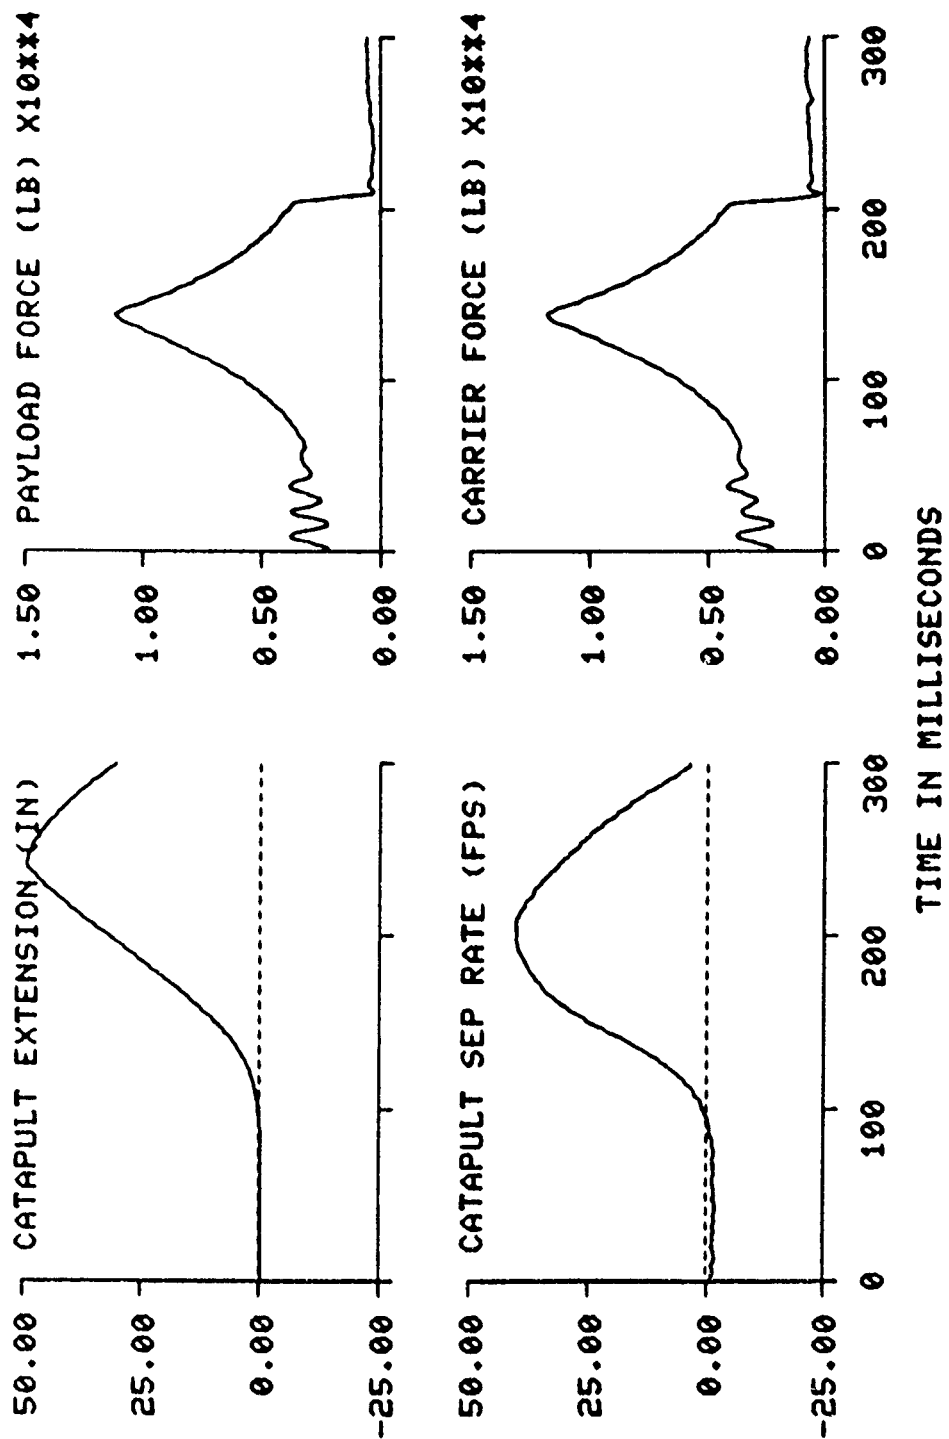 CATAPULT EXTENSION (IN)
50.00
25.00
0.00
-25.00
PAYLOAD FORCE (LB) X10**4
1.50
1.00
0.50
0.00
CATAPULT SEP RATE (FPS)
50.00
25.00
0.00
-25.00
0 100 200 300
CARRIER FORCE (LB) X10**4
1.50
1.00
0.50
0.00
0 100 200 300
TIME IN MILLISECONDS